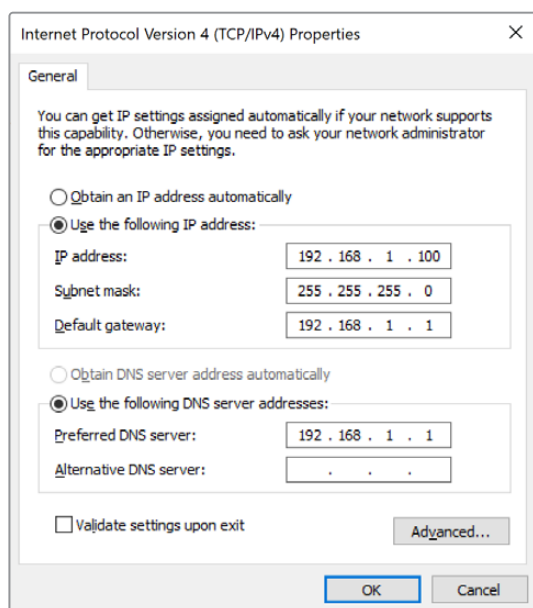 Internet Protocol Version 4 (TCP/IPv4) Properties
General
You can get IP settings assigned automatically if your network supports
this capability. Otherwise, you need to ask your network administrator
for the appropriate IP settings.
Obtain an IP address automatically
Use the following IP address:
IP address: 192 . 168 . 1 . 100
Subnet mask: 255 . 255 . 255 . 0
Default gateway: 192 . 168 . 1 . 1
Obtain DNS server address automatically
Use the following DNS server addresses:
Preferred DNS server: 192 . 168 . 1 . 1
Alternative DNS server: . . .
Validate settings upon exit
Advanced...
OK Cancel